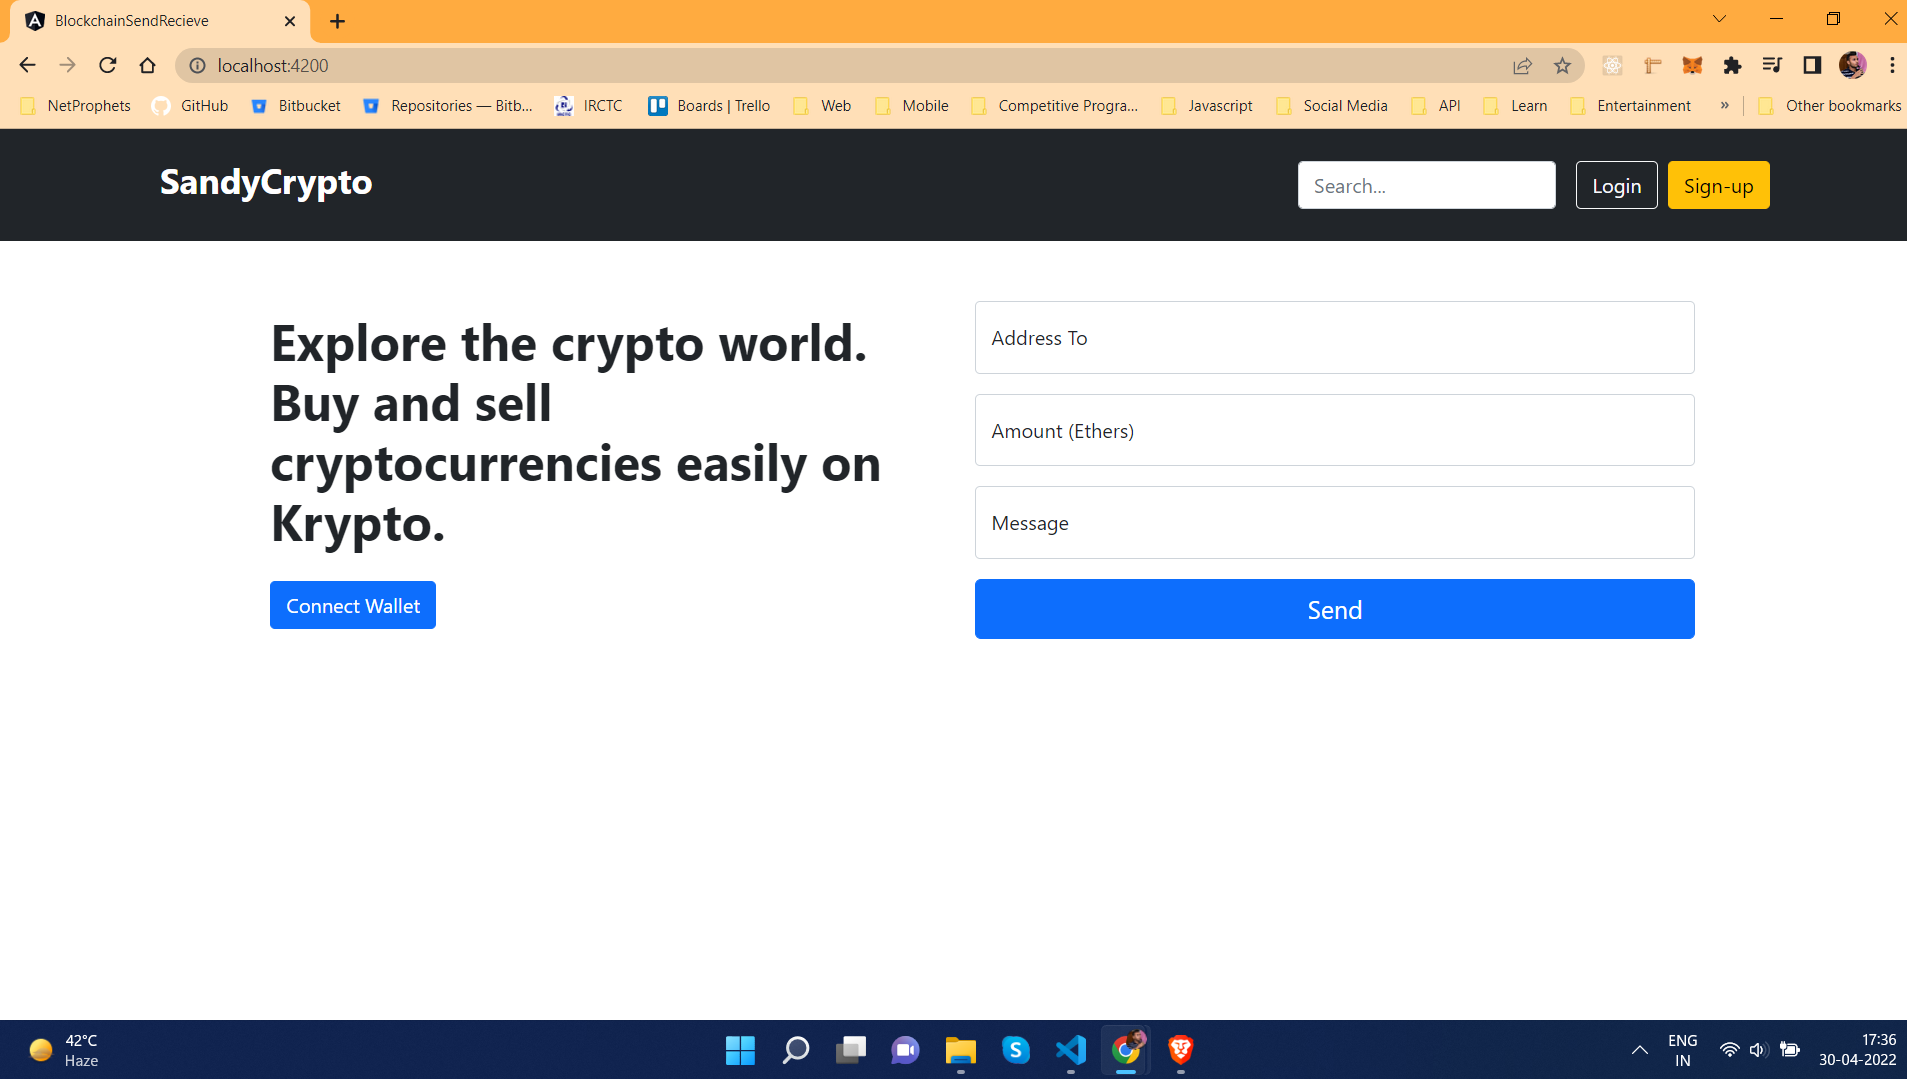 BlockchainSendRecieve
localhost:4200
NetProphets GitHub Bitbucket Repositories — Bitb... IRCTC Boards | Trello Web Mobile Competitive Progra... Javascript Social Media API Learn Entertainment » Other bookmarks
SandyCrypto
Search...
Login
Sign-up
Explore the crypto world.
Buy and sell
cryptocurrencies easily on
Krypto.
Connect Wallet
Address To
Amount (Ethers)
Message
Send
42°C
Haze
ENG
IN
17:36
30-04-2022